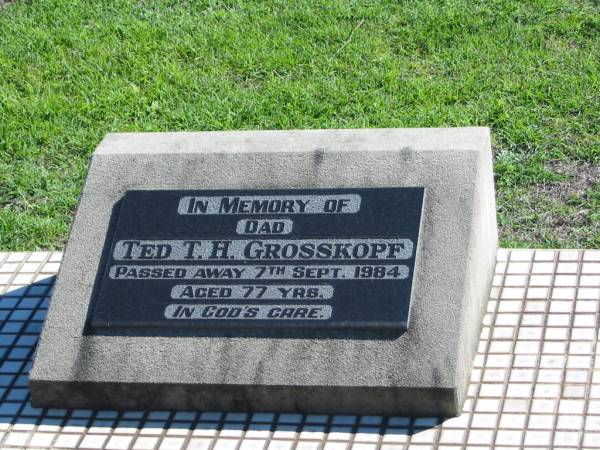 In Memory of
Dad
Ted T. H. Grosskopf
Passed away 7th Sept. 1984
Aged 77 yrs.
In God's care.